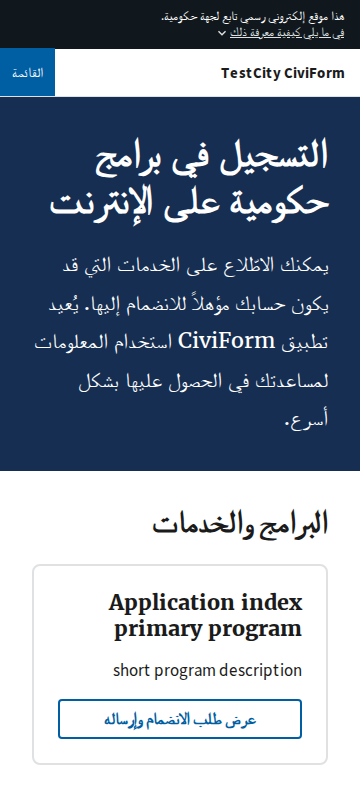 هذا موقع إلكتروني رسمي تابع لجهة حكومية.
في ما يلي كيفية معرفة ذلك
TestCity CiviForm
القائمة
التسجيل في برامج
حكومية على الإنترنت
يمكنك الاطّلاع على الخدمات التي قد
يكون حسابك مؤهلاً للانضمام إليها. يُعيد
تطبيق CiviForm استخدام المعلومات
لمساعدتك في الحصول عليها بشكل
أسرع.
البرامج والخدمات
Application index
primary program
short program description
عرض طلب الانضمام وإرساله